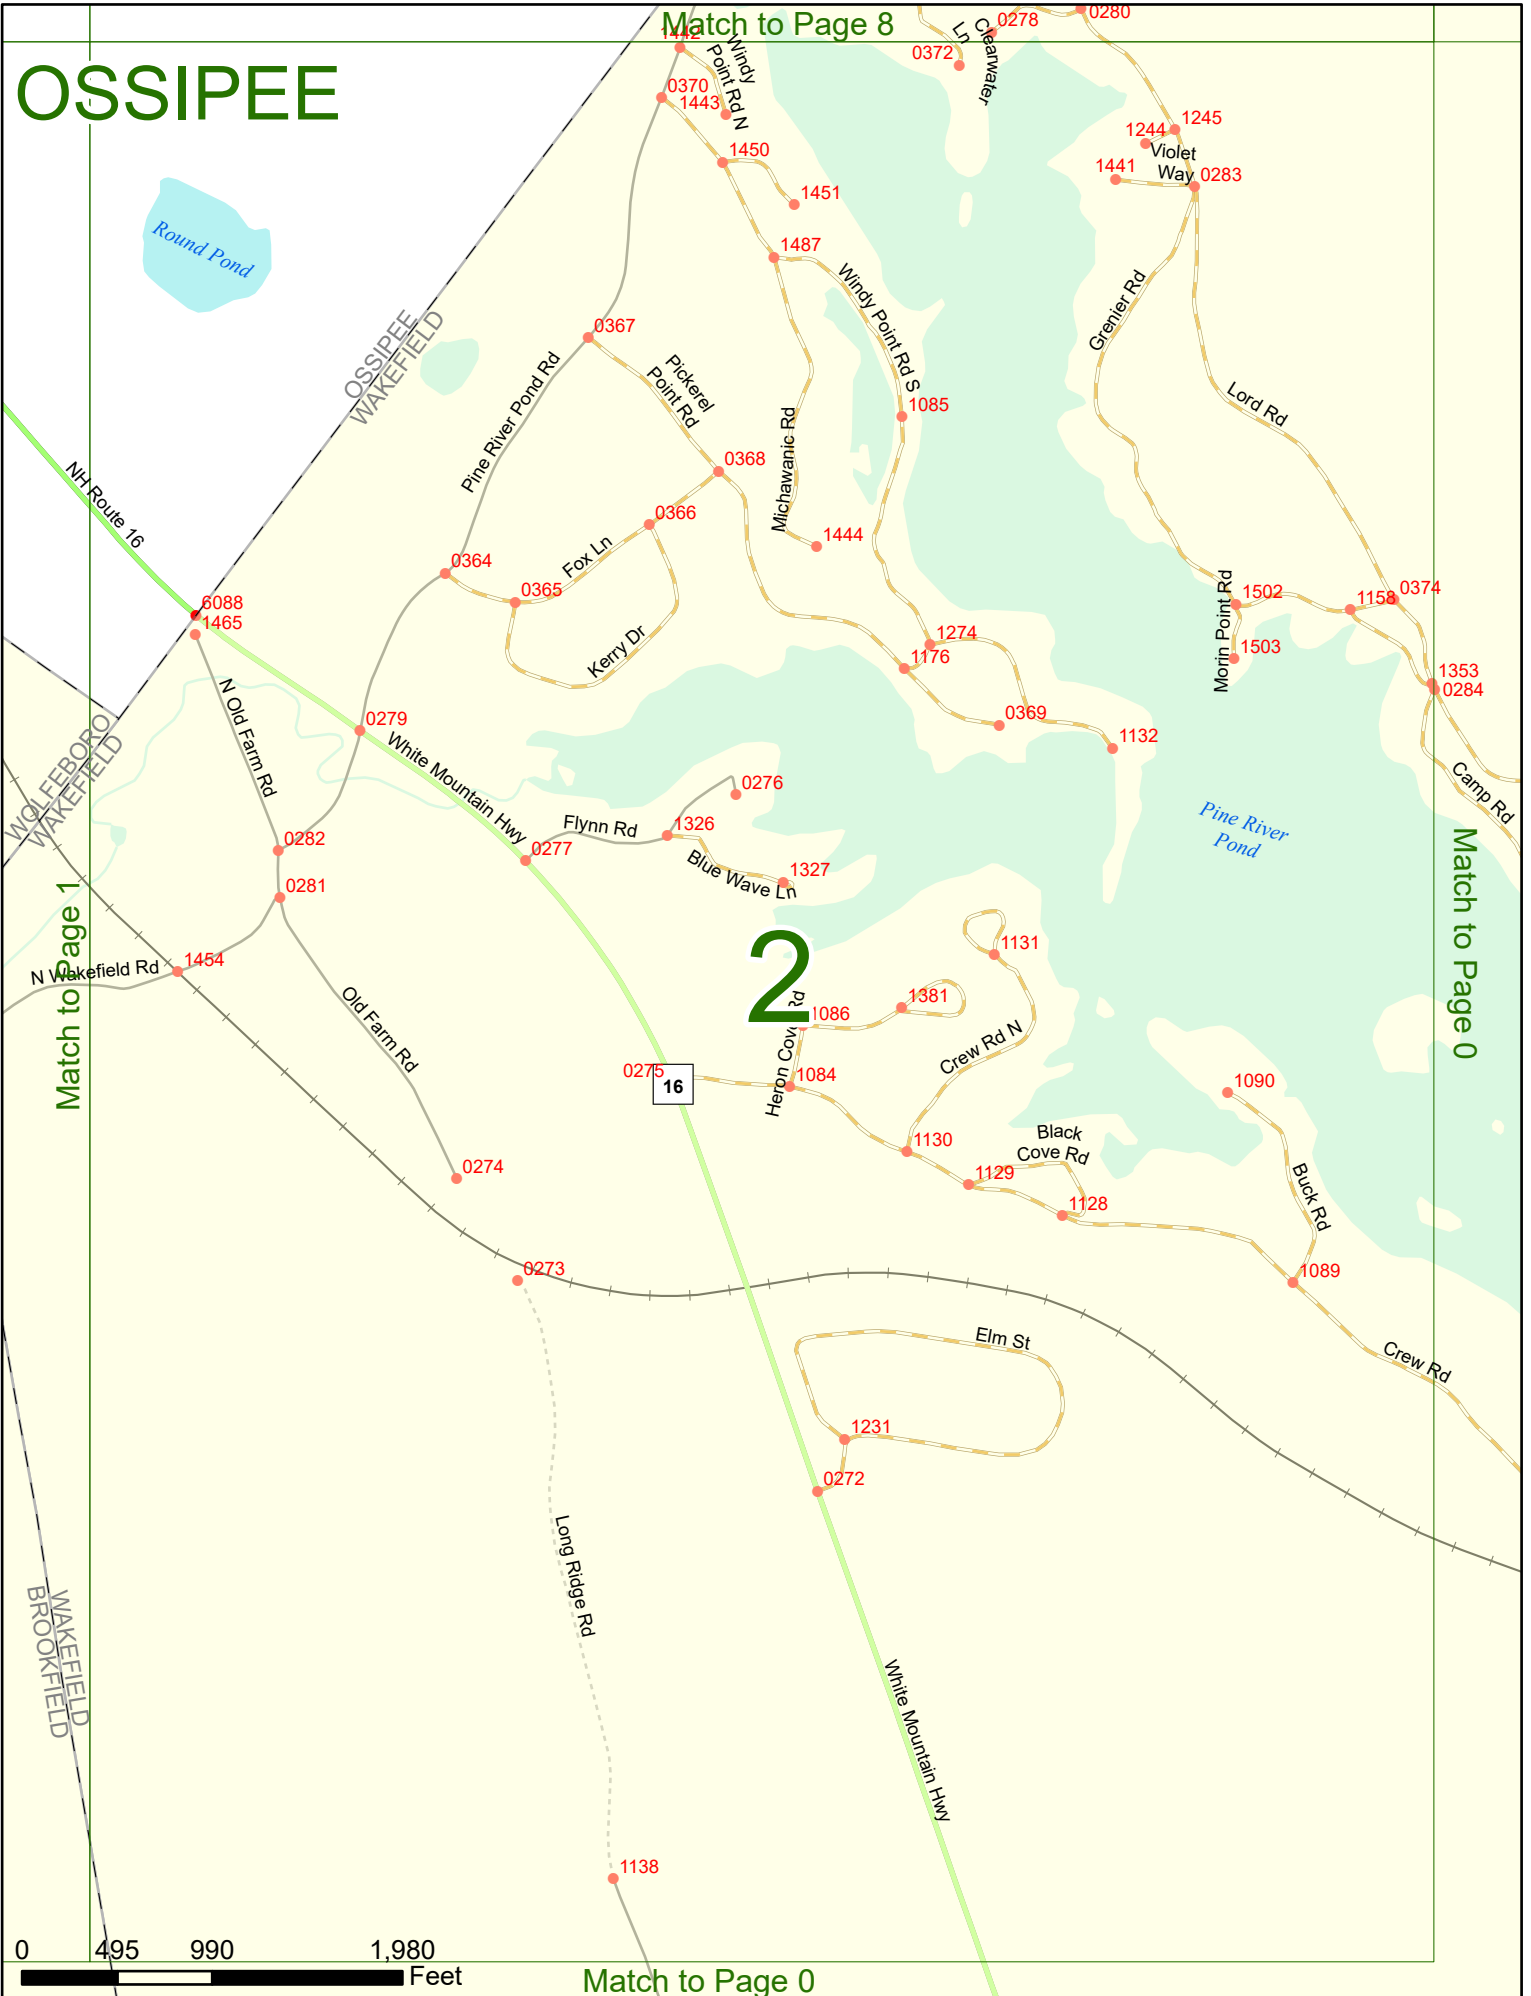 Match to Page 8
OSSIPEE
1442
Windy
Point Rd N
0372
Ln
Clearwater
0278
0280
0370
1443
1450
1451
1244
1245
Violet
Way
1441
0283
Round Pond
1487
Windy Point Rd S
Grenier Rd
OSSIPEE
WAKEFIELD
0367
Pine River Pond Rd
Pickerel
Point Rd
Michawanic Rd
1085
Lord Rd
NH Route 16
0368
0366
1444
0364
Fox Ln
0365
Kerry Dr
6088
1465
Morin Point Rd
1502
1158
0374
1274
1176
1503
1353
0284
N Old Farm Rd
0279
White Mountain Hwy
0369
1132
WOLFEBORO
WAKEFIELD
0276
Camp Rd
Pine River
Pond
0282
Flynn Rd
1326
0277
Blue Wave Ln
1327
0281
Match to Page 1
Match to Page 0
2
1131
1454
N Wakefield Rd
Old Farm Rd
1381
1086
Heron Cove Rd
Crew Rd N
0275
16
1084
1090
1130
Black
Cove Rd
1129
0274
1128
Buck Rd
0273
1089
Elm St
Crew Rd
1231
0272
Long Ridge Rd
WAKEFIELD
BROOKFIELD
White Mountain Hwy
1138
0 495 990 1,980
Feet
Match to Page 0